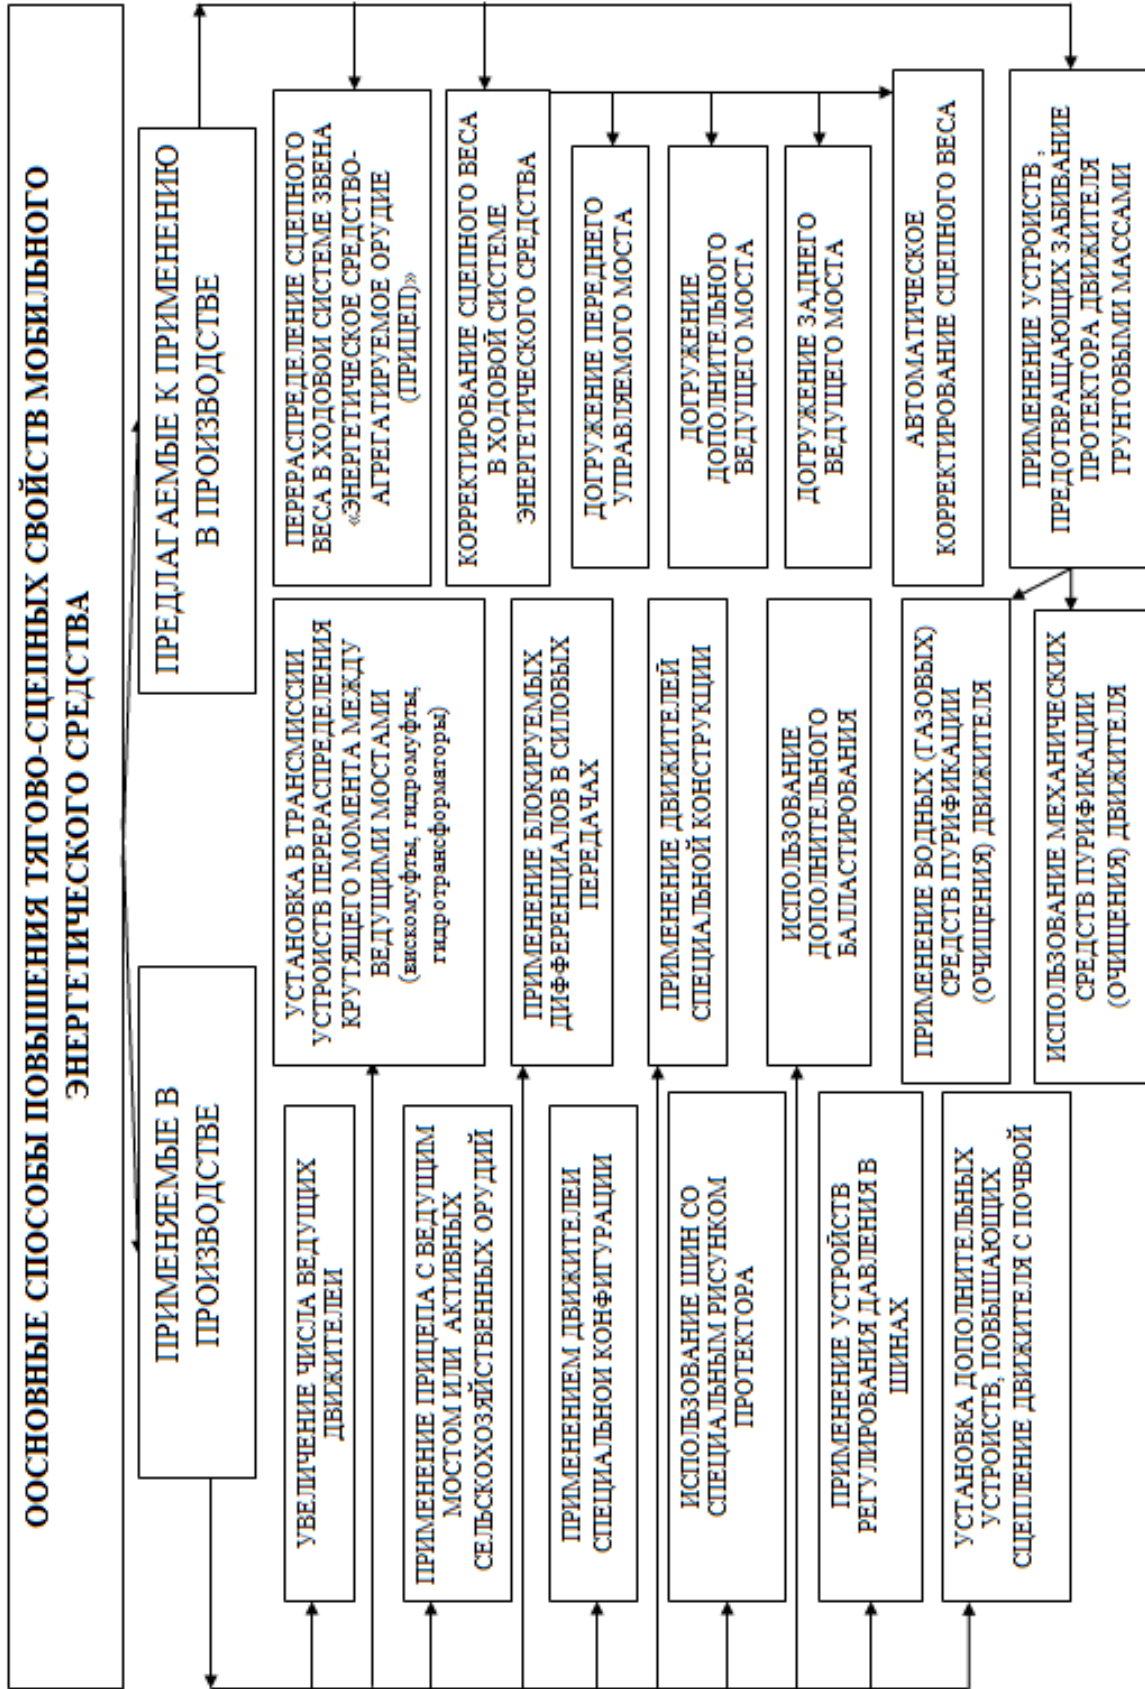 ООСНОВНЫЕ СПОСОБЫ ПОВЫШЕНИЯ ТЯГОВО-СЦЕПНЫХ СВОЙСТВ МОБИЛЬНОГО
ЭНЕРГЕТИЧЕСКОГО СРЕДСТВА
ПРИМЕНЯЕМЫЕ В
ПРОИЗВОДСТВЕ
ПРЕДЛАГАЕМЫЕ К ПРИМЕНЕНИЮ
В ПРОИЗВОДСТВЕ
УВЕЛИЧЕНИЕ ЧИСЛА ВЕДУЩИХ
ДВИЖИТЕЛЕЙ
ПРИМЕНЕНИЕ ПРИЦЕПА С ВЕДУЩИМ
МОСТОМ ИЛИ АКТИВНЫХ
СЕЛЬСКОХОЗЯЙСТВЕННЫХ ОРУДИЙ
ПРИМЕНЕНИЕМ ДВИЖИТЕЛЕЙ
СПЕЦИАЛЬНОЙ КОНФИГУРАЦИИ
ИСПОЛЬЗОВАНИЕ ШИН СО
СПЕЦИАЛЬНЫМ РИСУНКОМ
ПРОТЕКТОРА
ПРИМЕНЕНИЕ УСТРОЙСТВ
РЕГУЛИРОВАНИЯ ДАВЛЕНИЯ В
ШИНАХ
УСТАНОВКА ДОПОЛНИТЕЛЬНЫХ
УСТРОЙСТВ, ПОВЫШАЮЩИХ
СЦЕПЛЕНИЕ ДВИЖИТЕЛЯ С ПОЧВОЙ
УСТАНОВКА В ТРАНСМИССИИ
УСТРОЙСТВ ПЕРЕРАСПРЕДЕЛЕНИЯ
КРУТЯЩЕГО МОМЕНТА МЕЖДУ
ВЕДУЩИМИ МОСТАМИ
(вискомуфты, гидромуфты,
гидротрансформаторы)
ПРИМЕНЕНИЕ БЛОКИРУЕМЫХ
ДИФФЕРЕНЦИАЛОВ В СИЛОВЫХ
ПЕРЕДАЧАХ
ПРИМЕНЕНИЕ ДВИЖИТЕЛЕЙ
СПЕЦИАЛЬНОЙ КОНСТРУКЦИИ
ИСПОЛЬЗОВАНИЕ
ДОПОЛНИТЕЛЬНОГО
БАЛЛАСТИРОВАНИЯ
ПРИМЕНЕНИЕ ВОДНЫХ (ГАЗОВЫХ)
СРЕДСТВ ПУРИФИКАЦИИ
(ОЧИЩЕНИЯ) ДВИЖИТЕЛЯ
ИСПОЛЬЗОВАНИЕ МЕХАНИЧЕСКИХ
СРЕДСТВ ПУРИФИКАЦИИ
(ОЧИЩЕНИЯ) ДВИЖИТЕЛЯ
ПЕРЕРАСПРЕДЕЛЕНИЕ СЦЕПНОГО
ВЕСА В ХОДОВОЙ СИСТЕМЕ ЗВЕНА
«ЭНЕРГЕТИЧЕСКОЕ СРЕДСТВО-
АГРЕГАТИРУЕМОЕ ОРУДИЕ
(ПРИЦЕП)»
КОРРЕКТИРОВАНИЕ СЦЕПНОГО ВЕСА
В ХОДОВОЙ СИСТЕМЕ
ЭНЕРГЕТИЧЕСКОГО СРЕДСТВА
ДОГРУЖЕНИЕ ПЕРЕДНЕГО
УПРАВЛЯЕМОГО МОСТА
ДОГРУЖЕНИЕ
ДОПОЛНИТЕЛЬНОГО
ВЕДУЩЕГО МОСТА
ДОГРУЖЕНИЕ ЗАДНЕГО
ВЕДУЩЕГО МОСТА
АВТОМАТИЧЕСКОЕ
КОРРЕКТИРОВАНИЕ СЦЕПНОГО ВЕСА
ПРИМЕНЕНИЕ УСТРОЙСТВ ,
ПРЕДОТВРАЩАЮЩИХ ЗАБИВАНИЕ
ПРОТЕКТОРА ДВИЖИТЕЛЯ
ГРУНТОВЫМИ МАССАМИ